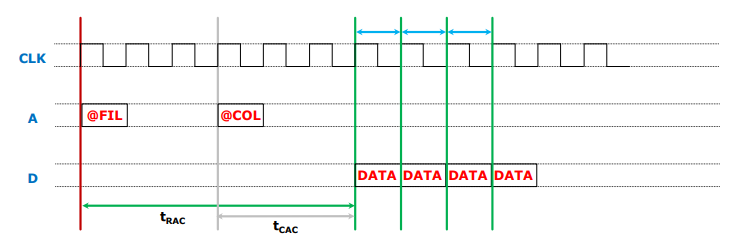 CLK
A @FIL @COL
D DATA DATA DATA DATA
tRAC
tCAC